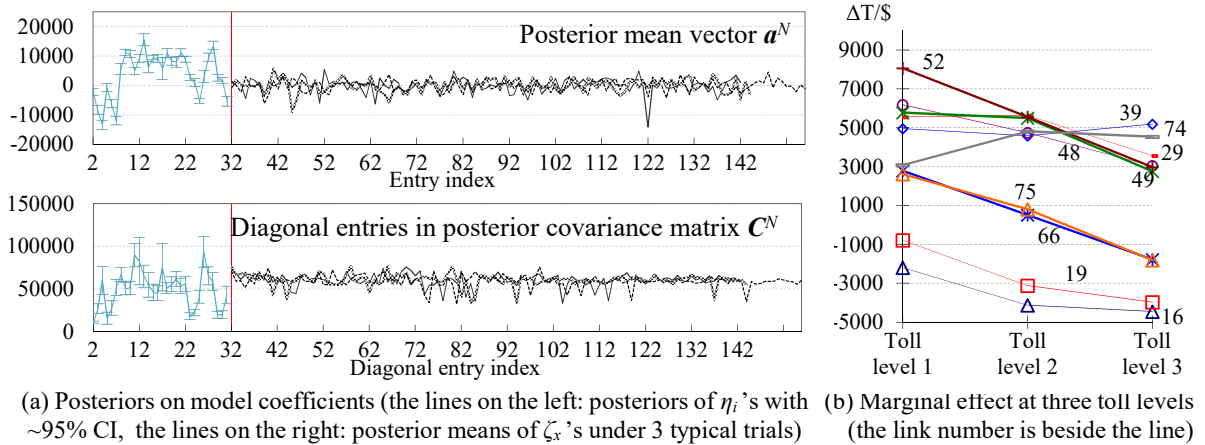 20000
10000
0
-10000
-20000
Posterior mean vector a^N
2 12 22 32 42 52 62 72 82 92 102 112 122 132 142
Entry index
150000
100000
50000
0
Diagonal entries in posterior covariance matrix C^N
2 12 22 32 42 52 62 72 82 92 102 112 122 132 142
Diagonal entry index
(a) Posteriors on model coefficients (the lines on the left: posteriors of η_i's with
~95% CI, the lines on the right: posterior means of ζ_x's under 3 typical trials)
ΔT/$
9000
7000
5000
3000
1000
-1000
-3000
-5000
52
39
74
29
48
49
75
66
19
16
Toll level 1
Toll level 2
Toll level 3
(b) Marginal effect at three toll levels
(the link number is beside the line)